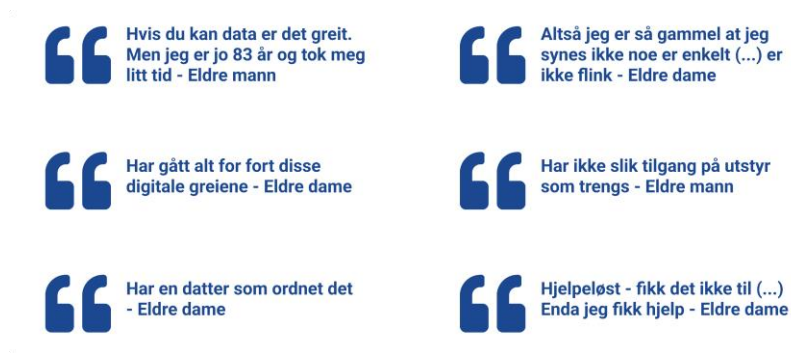 Hvis du kan data er det greit.
Men jeg er jo 83 år og tok meg
litt tid - Eldre mann
Altså jeg er så gammel at jeg
synes ikke noe er enkelt (...) er
ikke flink - Eldre dame
Har gått alt for fort disse
digitale greiene - Eldre dame
Har ikke slik tilgang på utstyr
som trengs - Eldre mann
Har en datter som ordnet det
- Eldre dame
Hjelpeløst - fikk det ikke til (...)
Enda jeg fikk hjelp - Eldre dame